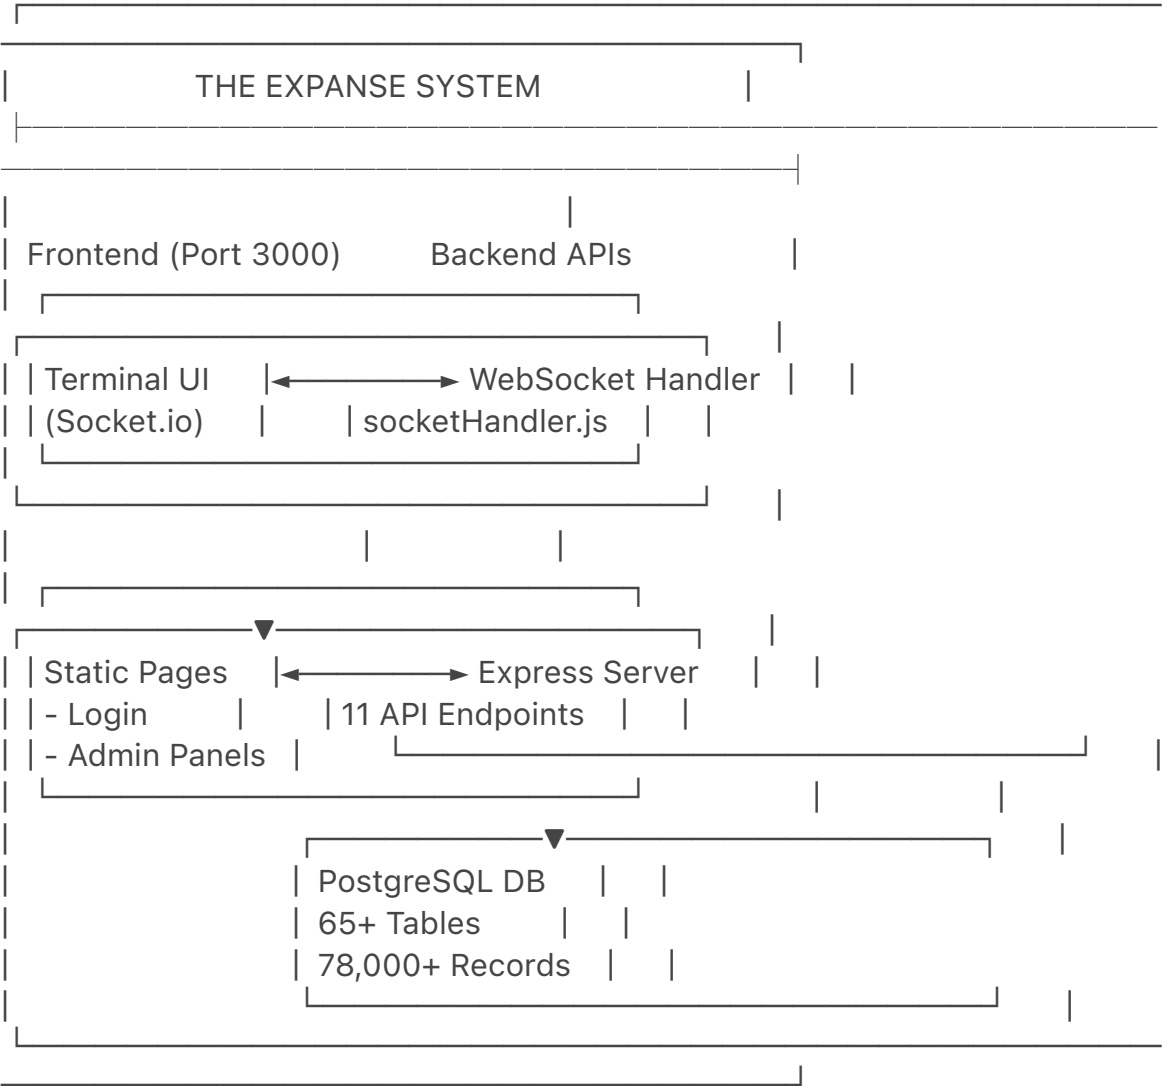 THE EXPANSE SYSTEM
Frontend (Port 3000) Backend APIs
Terminal UI WebSocket Handler
(Socket.io) socketHandler.js
Static Pages Express Server
- Login 11 API Endpoints
- Admin Panels
PostgreSQL DB
65+ Tables
78,000+ Records